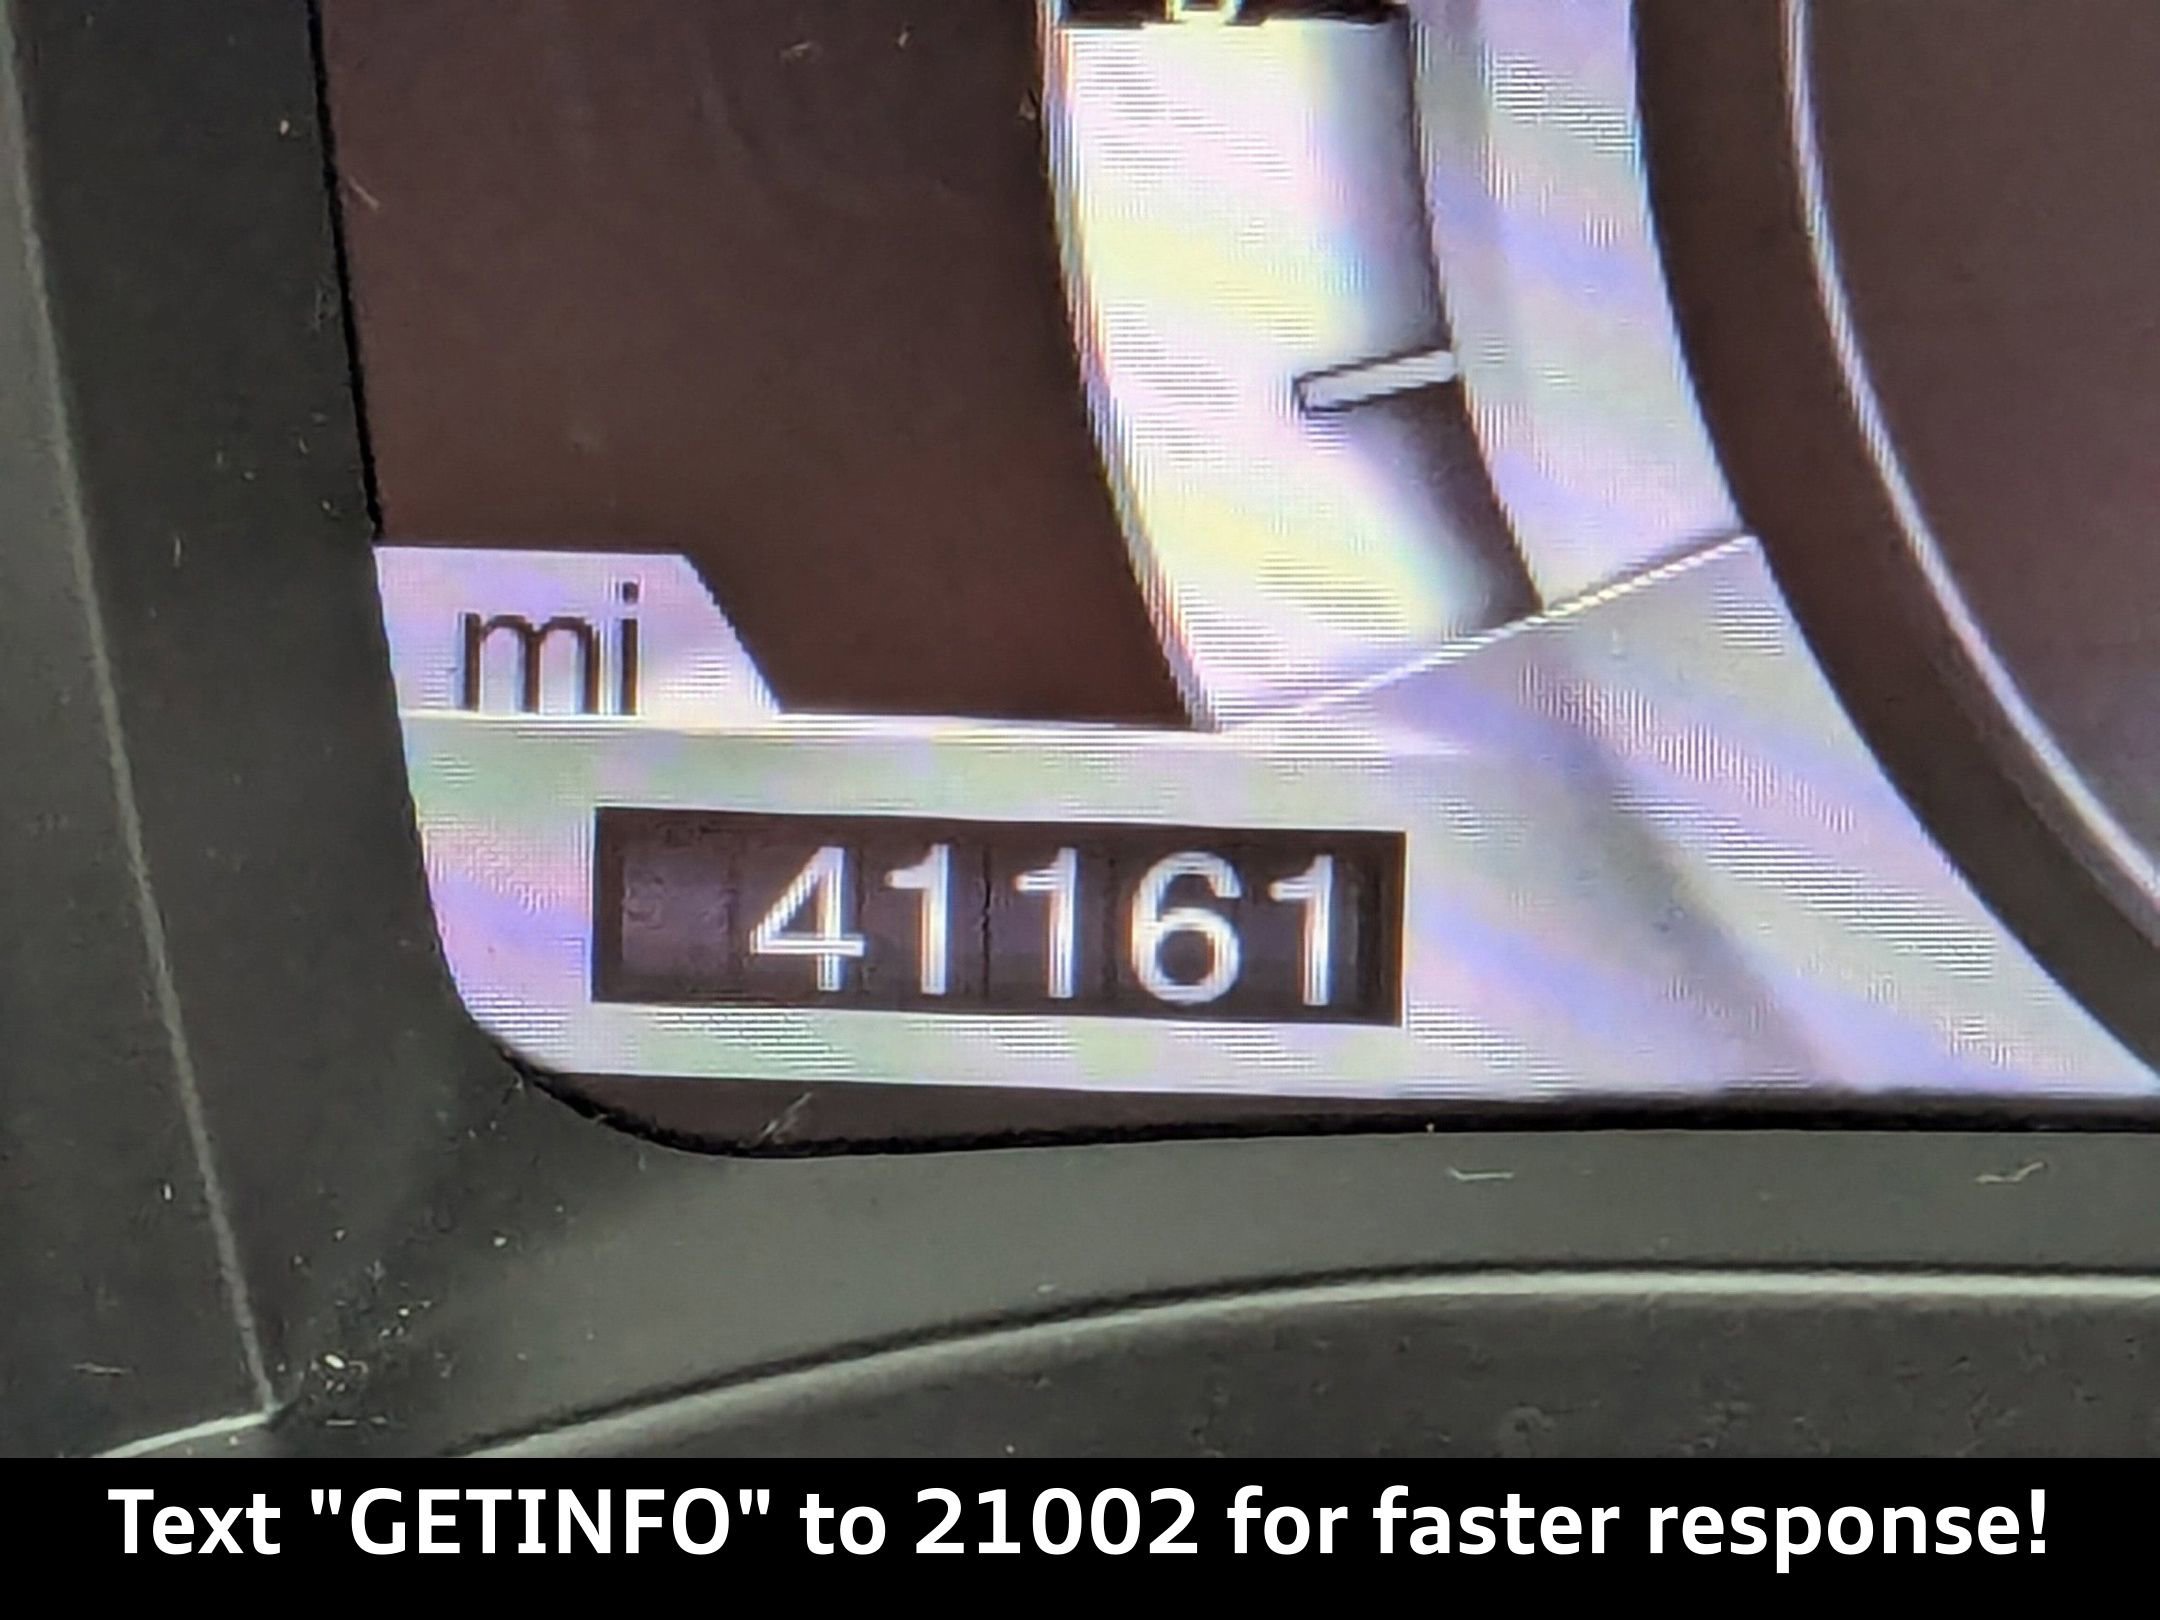 mi
41161
Text "GETINFO" to 21002 for faster response!